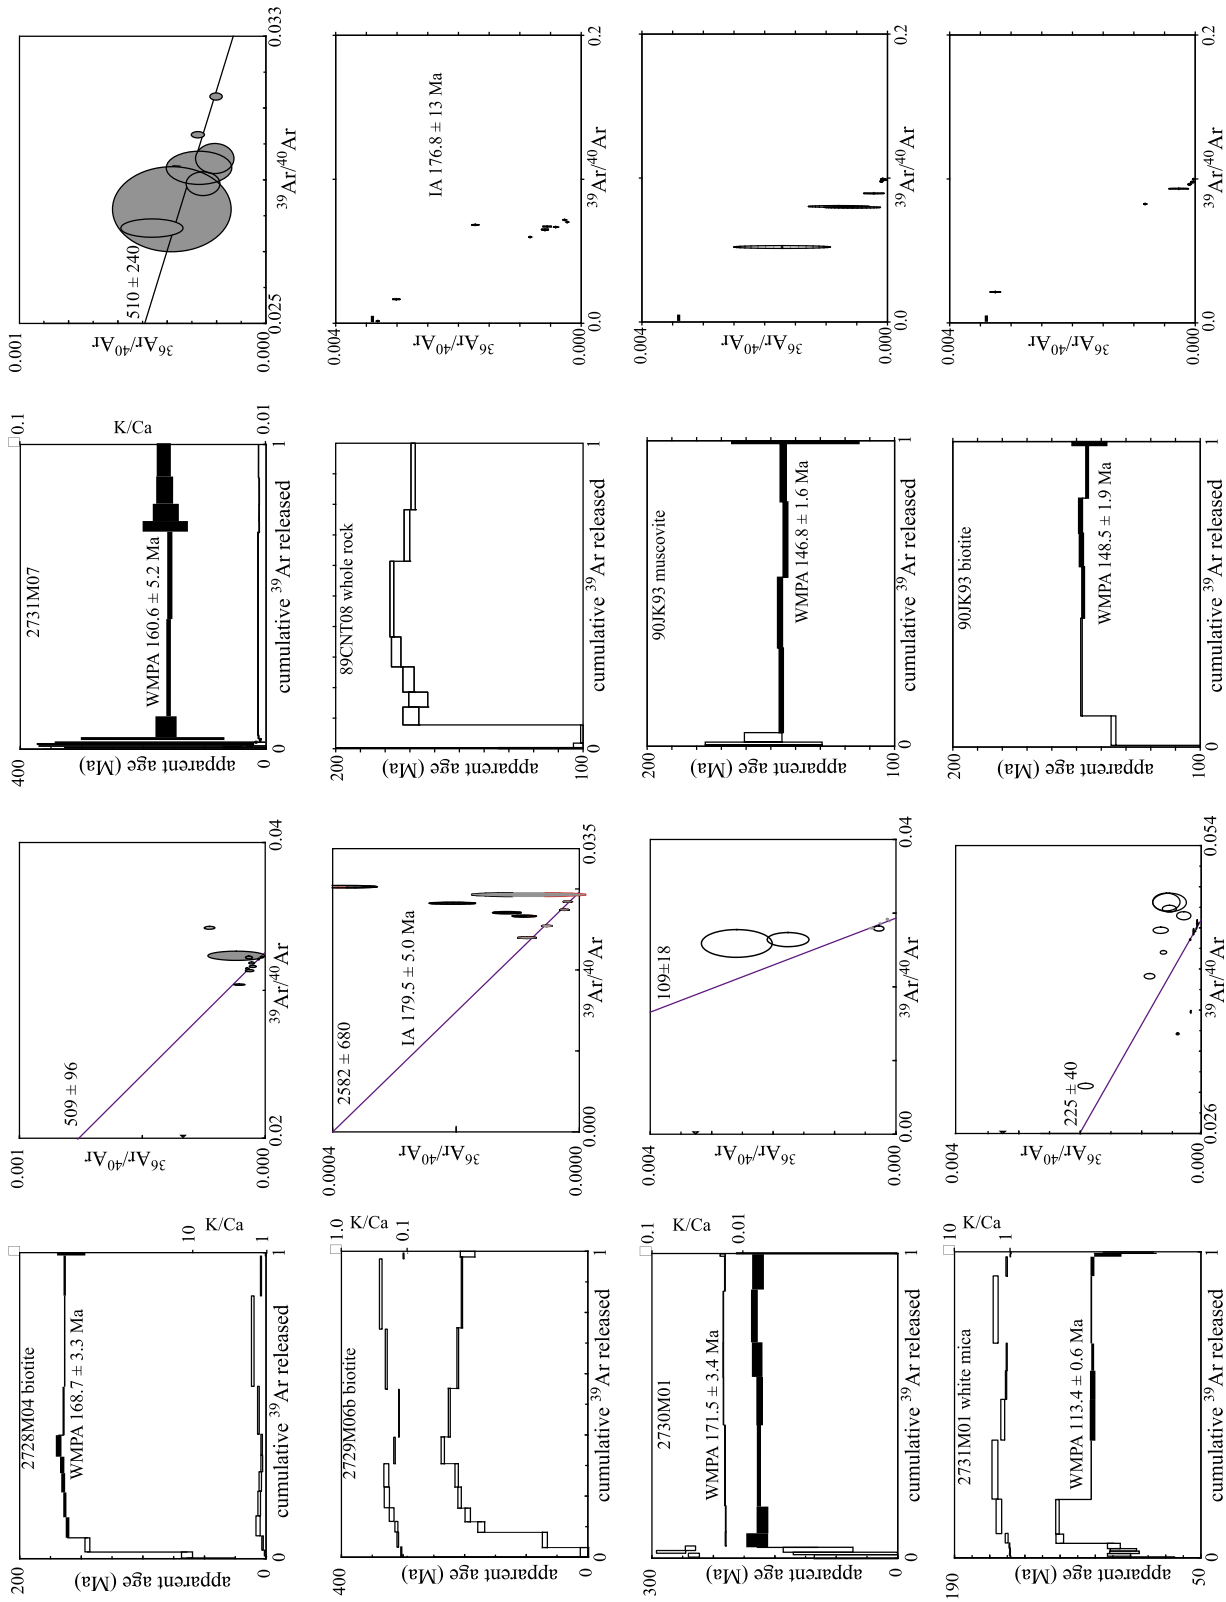 2728M04 biotite
WMPA 168.7 ± 3.3 Ma
200
apparent age (Ma)
0
10
K/Ca
1
0
cumulative ³⁹Ar released
1
0.001
509 ± 96
³⁶Ar/⁴⁰Ar
0.000
0.02
³⁹Ar/⁴⁰Ar
0.04
2731M07
400
WMPA 160.6 ± 5.2 Ma
0.1
K/Ca
apparent age (Ma)
0
0.01
0
cumulative ³⁹Ar released
1
0.001
510 ± 240
³⁶Ar/⁴⁰Ar
0.000
0.025
³⁹Ar/⁴⁰Ar
0.033
2729M06b biotite
400
1.0
K/Ca
0.1
apparent age (Ma)
0
0
cumulative ³⁹Ar released
1
0.0004
2582 ± 680
IA 179.5 ± 5.0 Ma
³⁶Ar/⁴⁰Ar
0.0000
0.000
³⁹Ar/⁴⁰Ar
0.035
89CNT08 whole rock
200
apparent age (Ma)
100
0
cumulative ³⁹Ar released
1
0.004
IA 176.8 ± 13 Ma
³⁶Ar/⁴⁰Ar
0.000
0.0
³⁹Ar/⁴⁰Ar
0.2
2730M01
300
0.1
K/Ca
WMPA 171.5 ± 3.4 Ma
0.01
apparent age (Ma)
0
0
cumulative ³⁹Ar released
1
0.004
109±18
³⁶Ar/⁴⁰Ar
0.000
0.00
³⁹Ar/⁴⁰Ar
0.04
90JK93 muscovite
200
apparent age (Ma)
WMPA 146.8 ± 1.6 Ma
100
0
cumulative ³⁹Ar released
1
0.004
³⁶Ar/⁴⁰Ar
0.000
0.0
³⁹Ar/⁴⁰Ar
0.2
2731M01 white mica
190
10
K/Ca
1
apparent age (Ma)
WMPA 113.4 ± 0.6 Ma
50
0
cumulative ³⁹Ar released
1
0.004
³⁶Ar/⁴⁰Ar
225 ± 40
0.000
0.026
³⁹Ar/⁴⁰Ar
0.054
90JK93 biotite
200
apparent age (Ma)
WMPA 148.5 ± 1.9 Ma
100
0
cumulative ³⁹Ar released
1
0.004
³⁶Ar/⁴⁰Ar
0.000
0.0
³⁹Ar/⁴⁰Ar
0.2